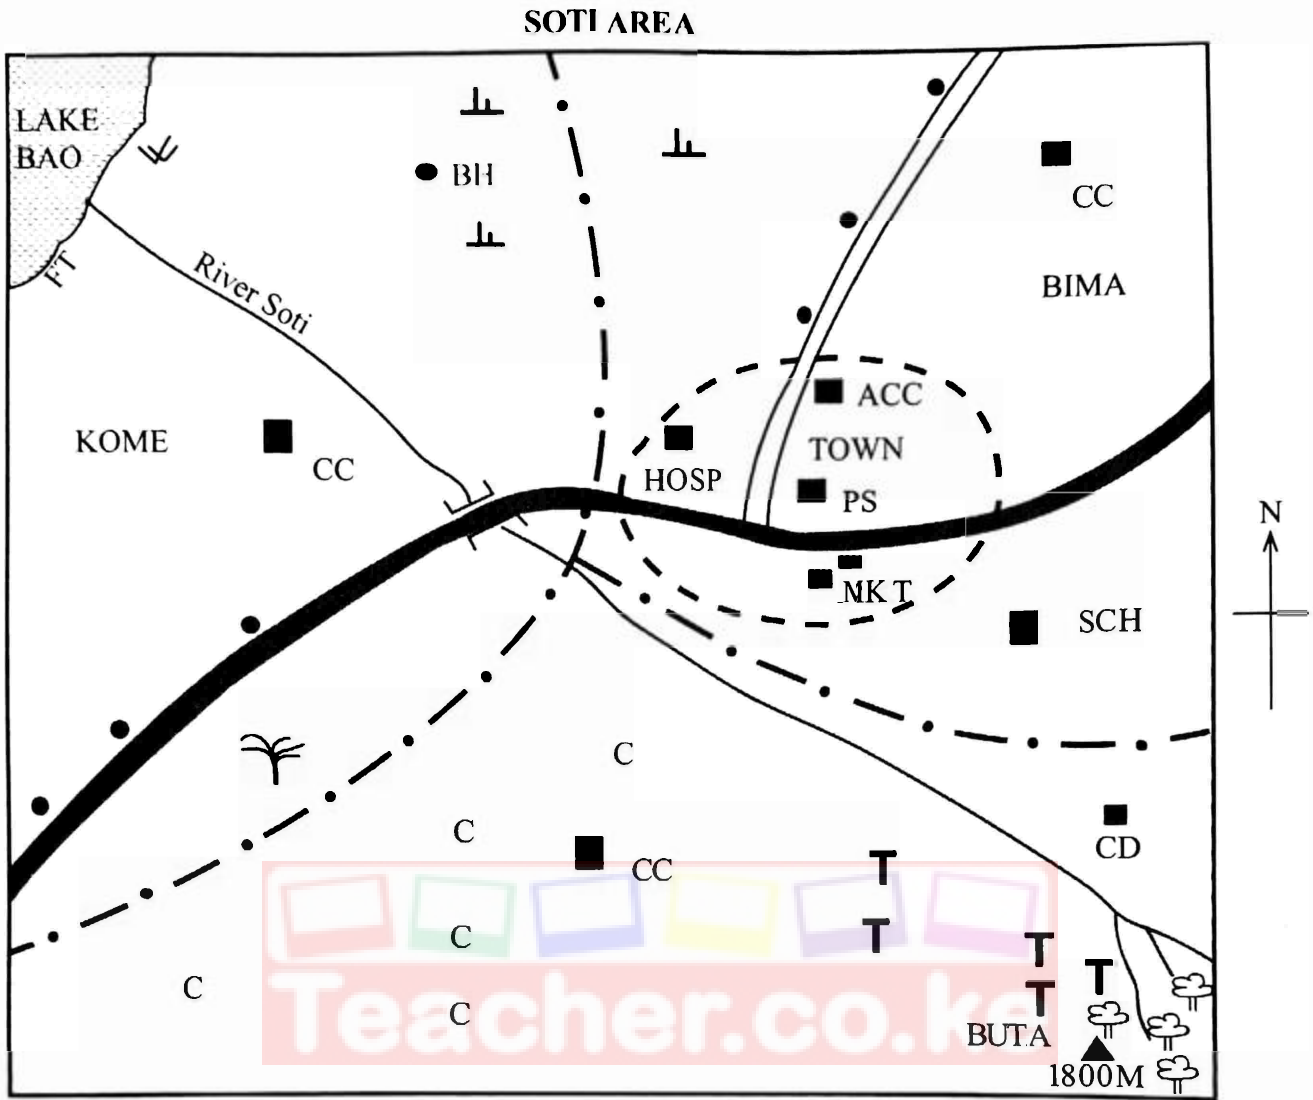 SOTI AREA
LAKE
BAO
BH
CC
BIMA
FT
River Soti
ACC
KOME
TOWN
CC
HOSP
PS
N
MKT
SCH
C
C
CC
CD
T
C
T
T
T
C
T
Teacher.co.ke
C
BUTA
1800M